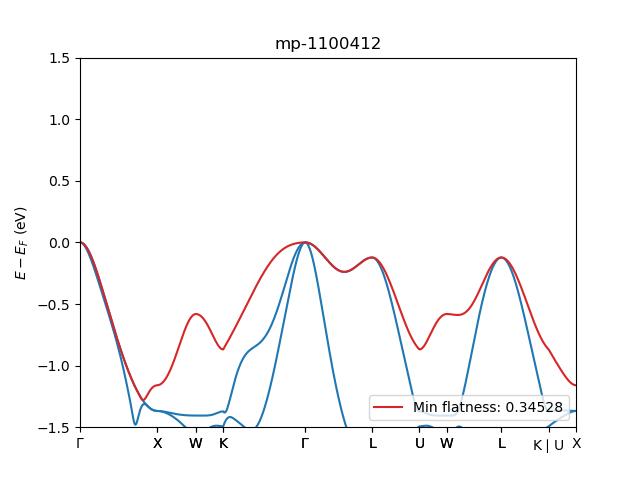 mp-1100412
E − E_F (eV)
1.5
1.0
0.5
0.0
−0.5
−1.0
−1.5
Min flatness: 0.34528
Γ X W K Γ L U W L K | U X